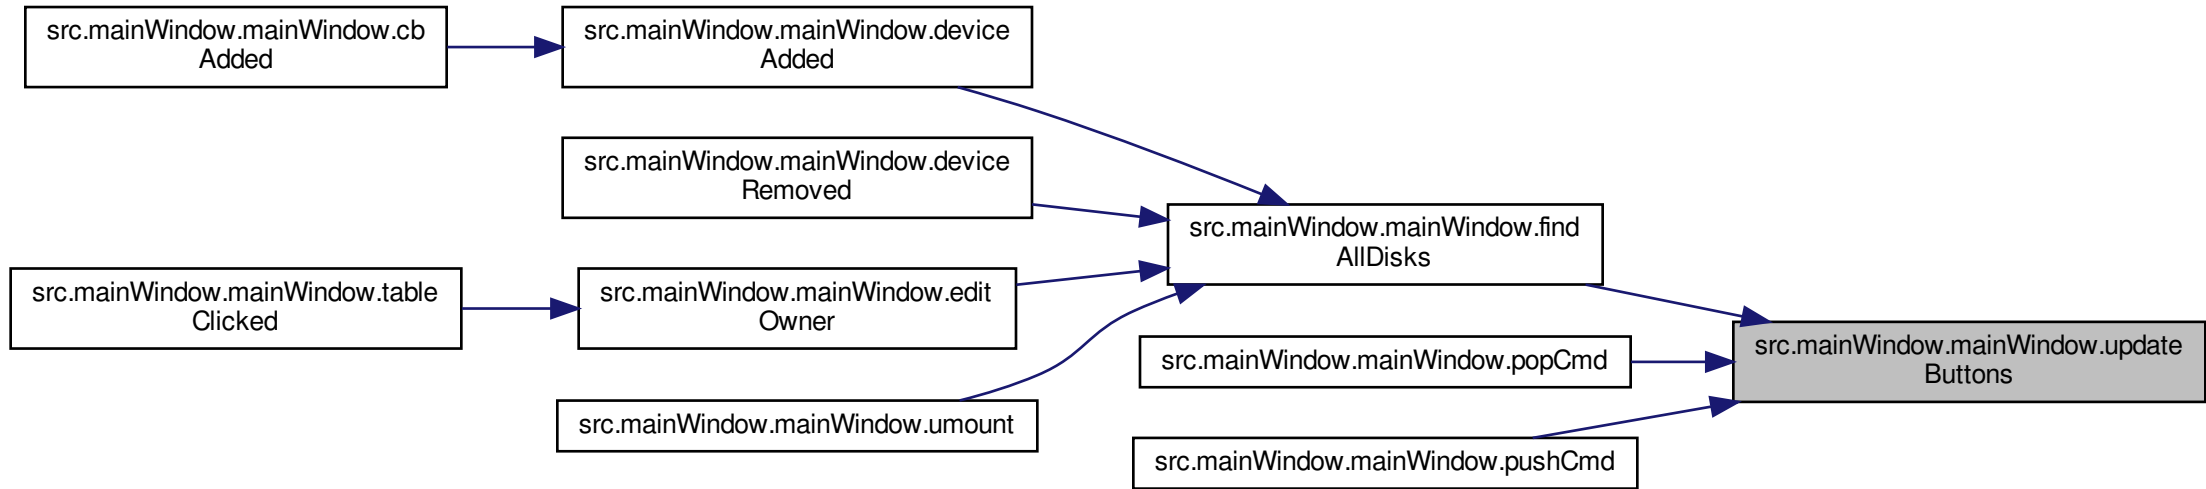 src.mainWindow.mainWindow.cb
Added
src.mainWindow.mainWindow.device
Added
src.mainWindow.mainWindow.device
Removed
src.mainWindow.mainWindow.find
AllDisks
src.mainWindow.mainWindow.table
Clicked
src.mainWindow.mainWindow.edit
Owner
src.mainWindow.mainWindow.update
Buttons
src.mainWindow.mainWindow.popCmd
src.mainWindow.mainWindow.umount
src.mainWindow.mainWindow.pushCmd